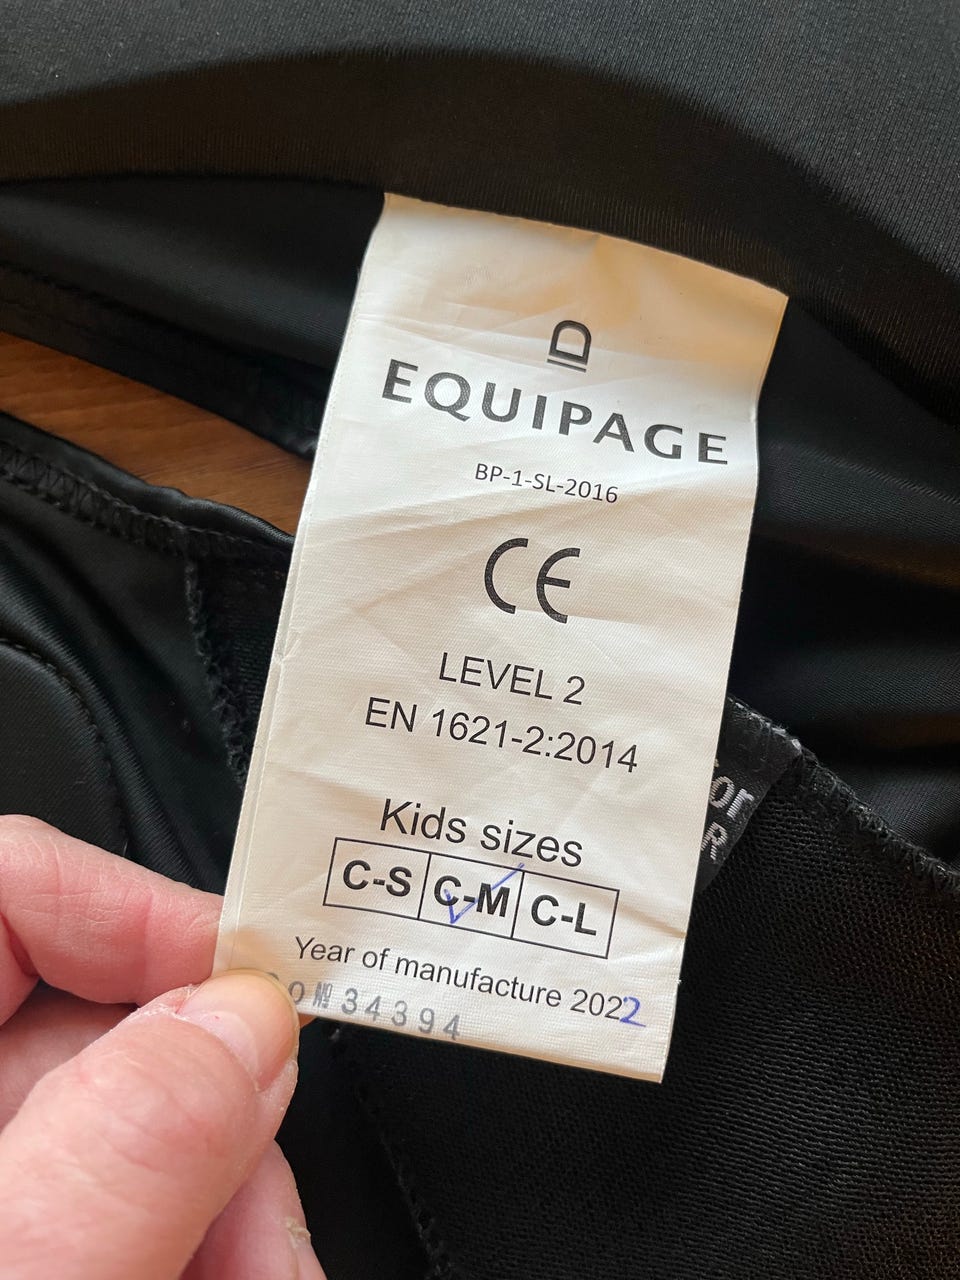 EQUIPAGE
BP-1-SL-2016
CE
LEVEL 2
EN 1621-2:2014
Kids sizes
C-S C-M C-L
Year of manufacture 2022
№ 34394